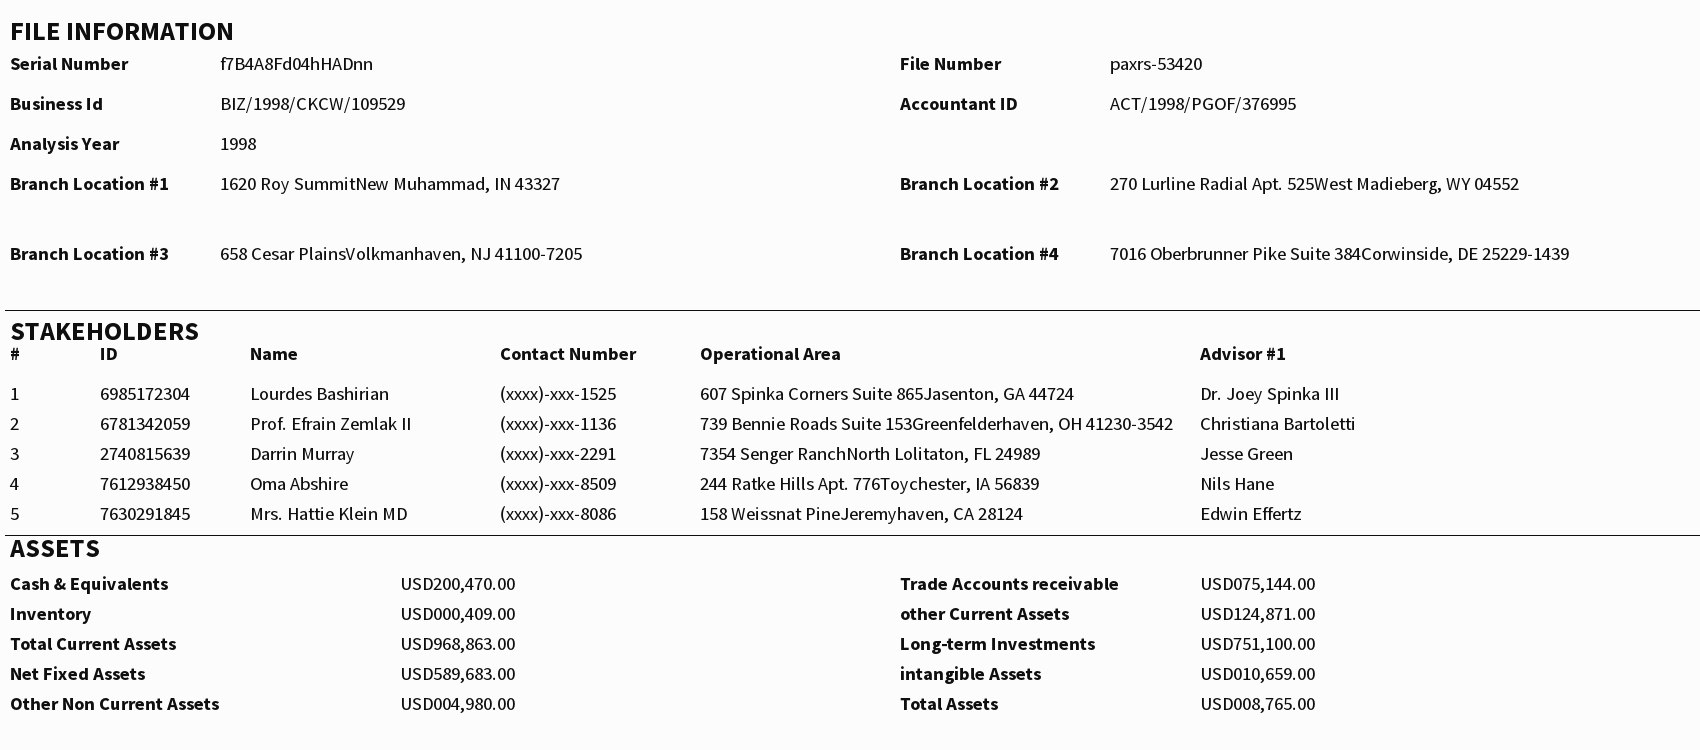 FILE INFORMATION
Serial Number f7B4A8Fd04hHADnn File Number paxrs-53420
Business Id BIZ/1998/CKCW/109529 Accountant ID ACT/1998/PGOF/376995
Analysis Year 1998
Branch Location #1 1620 Roy SummitNew Muhammad, IN 43327 Branch Location #2 270 Lurline Radial Apt. 525West Madieberg, WY 04552
Branch Location #3 658 Cesar PlainsVolkmanhaven, NJ 41100-7205 Branch Location #4 7016 Oberbrunner Pike Suite 384Corwinside, DE 25229-1439
STAKEHOLDERS
# ID Name Contact Number Operational Area Advisor #1
1 6985172304 Lourdes Bashirian (xxxx)-xxx-1525 607 Spinka Corners Suite 865Jasenton, GA 44724 Dr. Joey Spinka III
2 6781342059 Prof. Efrain Zemlak II (xxxx)-xxx-1136 739 Bennie Roads Suite 153Greenfelderhaven, OH 41230-3542 Christiana Bartoletti
3 2740815639 Darrin Murray (xxxx)-xxx-2291 7354 Senger RanchNorth Lolitaton, FL 24989 Jesse Green
4 7612938450 Oma Abshire (xxxx)-xxx-8509 244 Ratke Hills Apt. 776Toychester, IA 56839 Nils Hane
5 7630291845 Mrs. Hattie Klein MD (xxxx)-xxx-8086 158 Weissnat PineJeremyhaven, CA 28124 Edwin Effertz
ASSETS
Cash & Equivalents USD200,470.00 Trade Accounts receivable USD075,144.00
Inventory USD000,409.00 other Current Assets USD124,871.00
Total Current Assets USD968,863.00 Long-term Investments USD751,100.00
Net Fixed Assets USD589,683.00 intangible Assets USD010,659.00
Other Non Current Assets USD004,980.00 Total Assets USD008,765.00